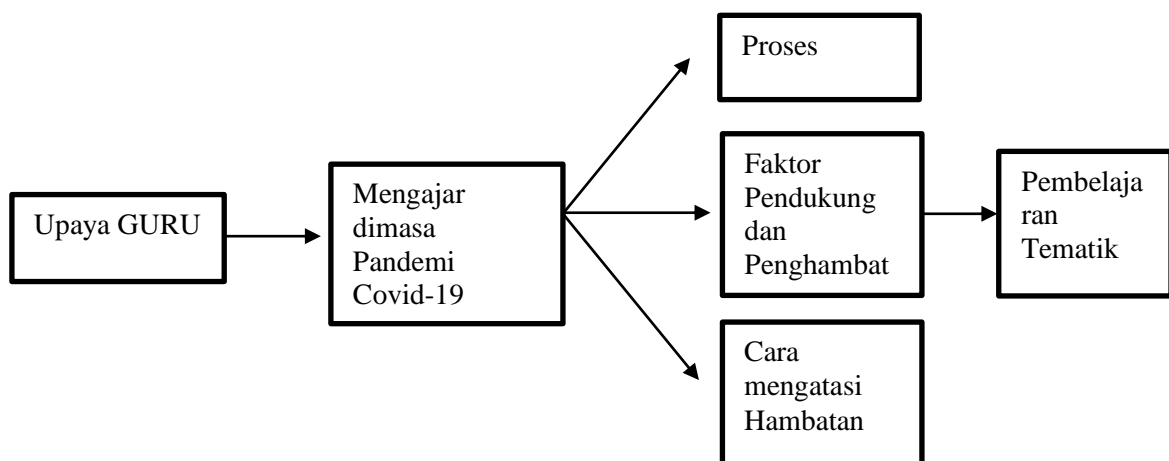 Upaya GURU
Mengajar
dimasa
Pandemi
Covid-19
Proses
Faktor
Pendukung
dan
Penghambat
Cara
mengatasi
Hambatan
Pembelaja
ran
Tematik